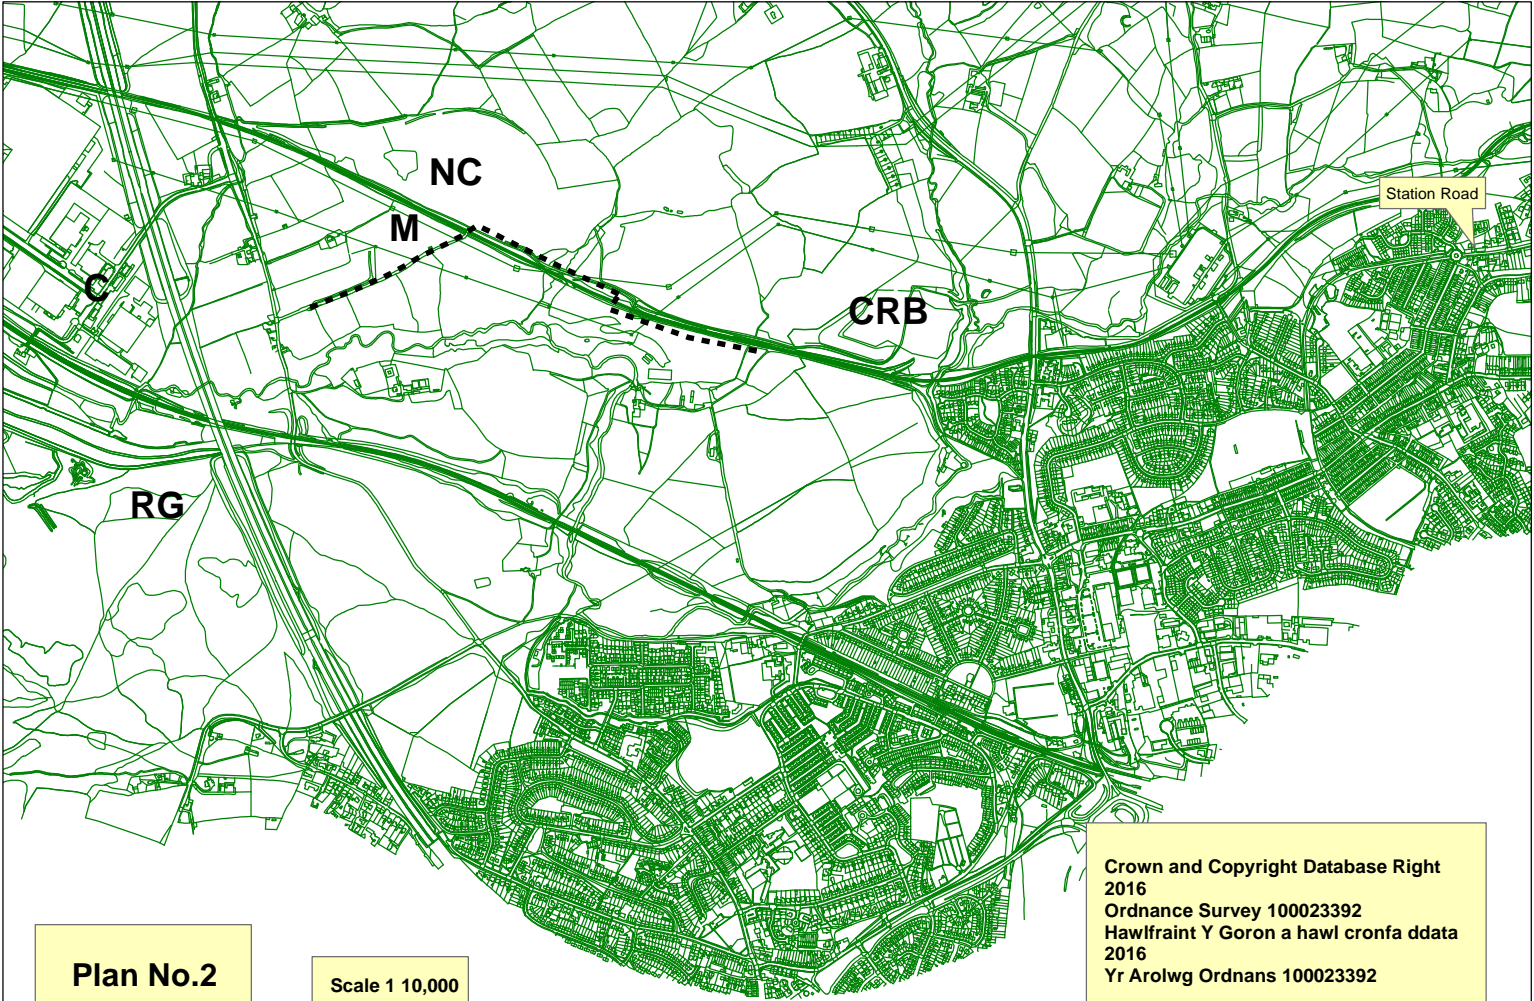 NC
Station Road
M
C
CRB
RG
Crown and Copyright Database Right
2016
Ordnance Survey 100023392
Hawlfraint Y Goron a hawl cronfa ddata
2016
Yr Arolwg Ordnans 100023392
Plan No.2
Scale 1 10,000